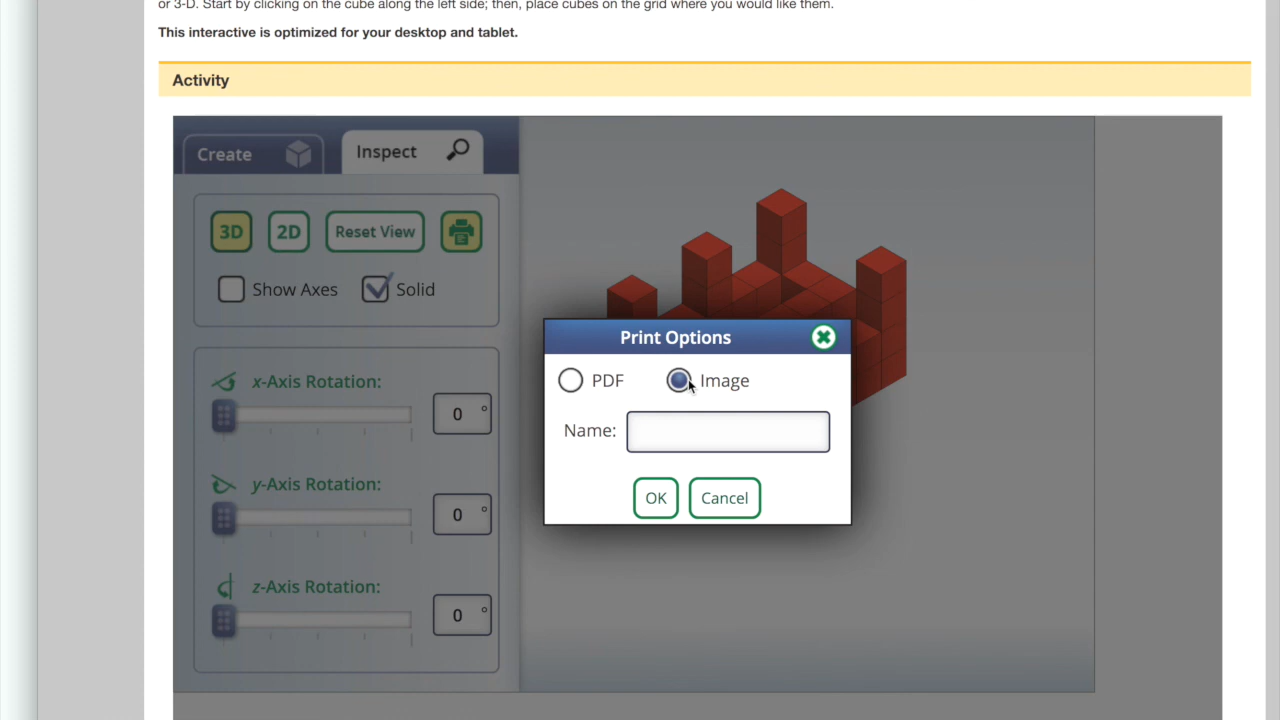 or 3-D. Start by clicking on the cube along the left side; then, place cubes on the grid where you would like them.
This interactive is optimized for your desktop and tablet.
Activity
Create
Inspect
3D
2D
Reset View
Show Axes
Solid
x-Axis Rotation:
0 °
y-Axis Rotation:
0 °
z-Axis Rotation:
0 °
Print Options
PDF
Image
Name:
OK
Cancel